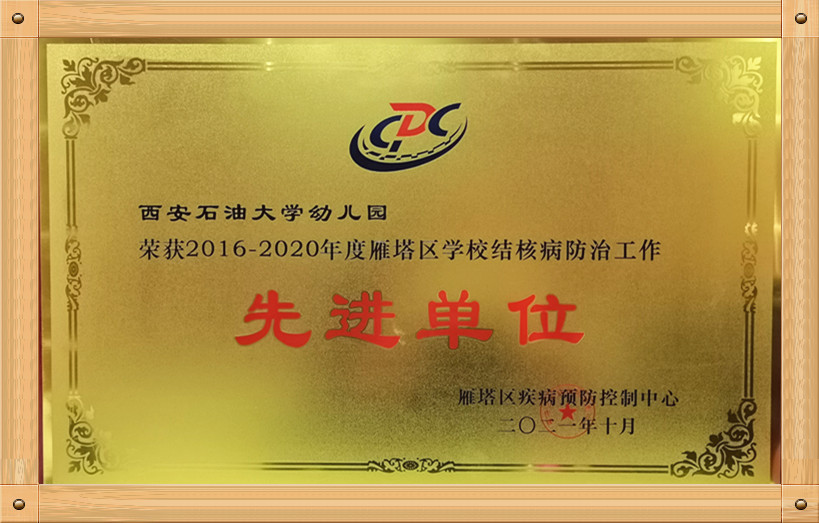 CDC
西安石油大学幼儿园
荣获2016-2020年度雁塔区学校结核病防治工作
先进单位
雁塔区疾病预防控制中心
二〇二一年十月